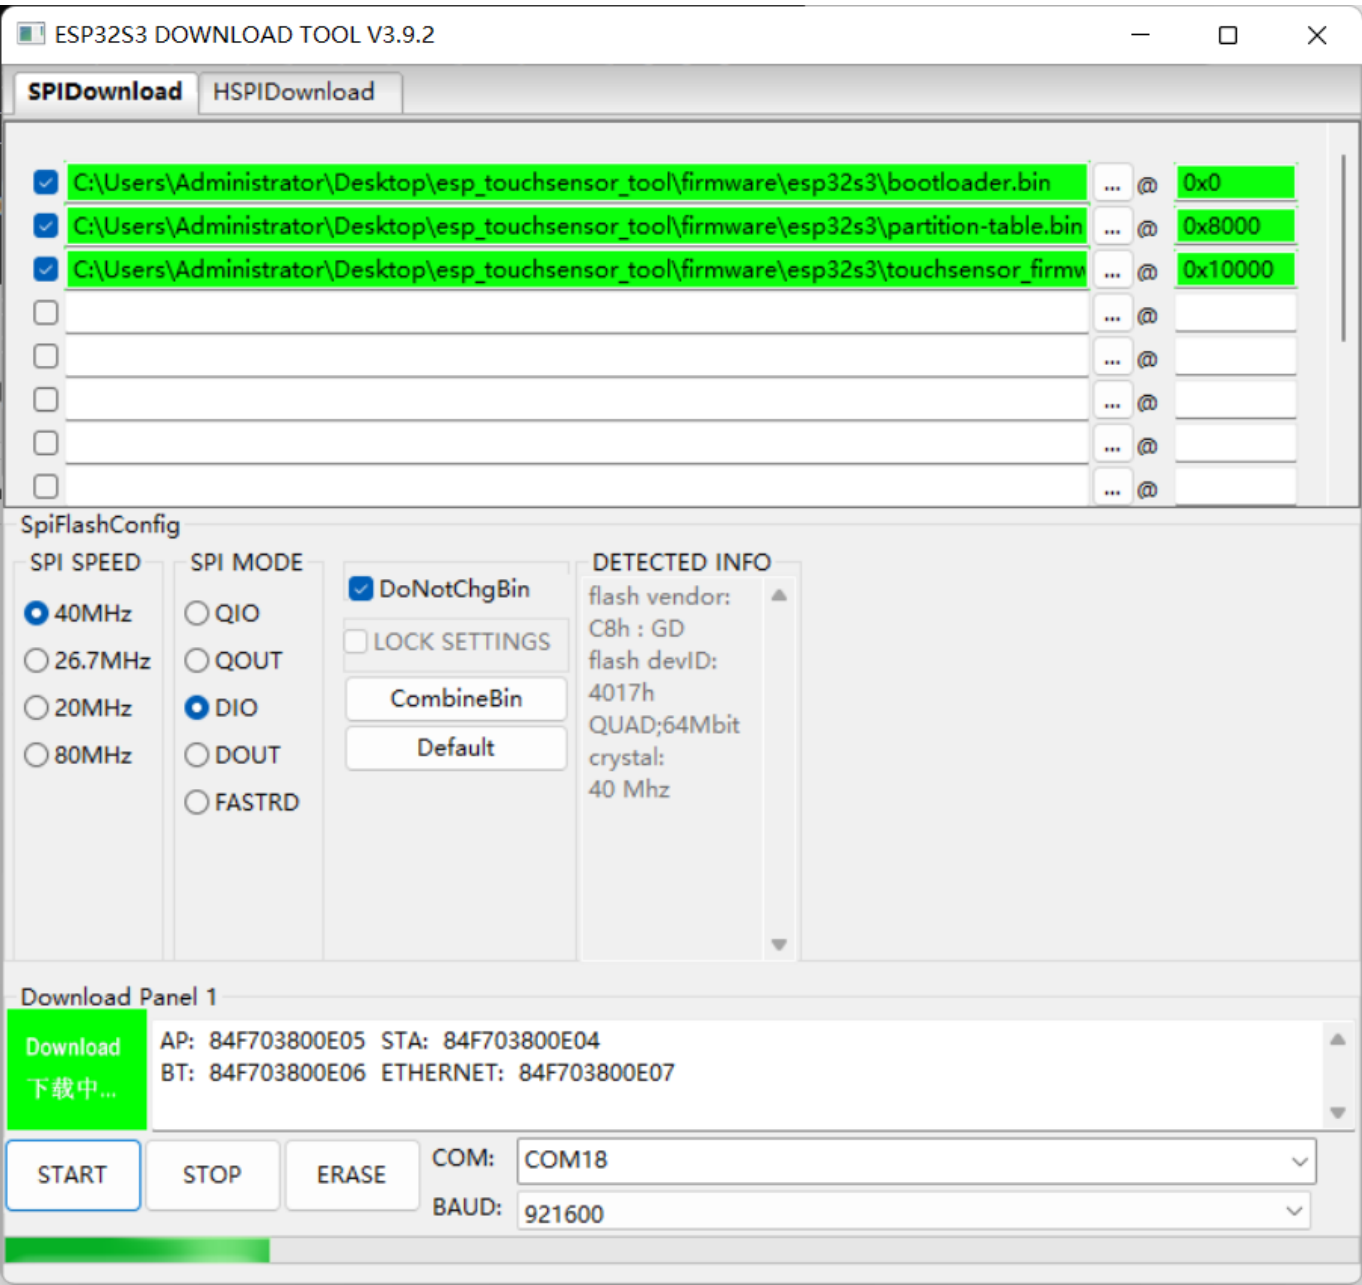 ESP32S3 DOWNLOAD TOOL V3.9.2
SPIDownload HSPIDownload
C:\Users\Administrator\Desktop\esp_touchsensor_tool\firmware\esp32s3\bootloader.bin ... @ 0x0
C:\Users\Administrator\Desktop\esp_touchsensor_tool\firmware\esp32s3\partition-table.bin ... @ 0x8000
C:\Users\Administrator\Desktop\esp_touchsensor_tool\firmware\esp32s3\touchsensor_firmw ... @ 0x10000
... @
... @
... @
... @
... @
SpiFlashConfig
SPI SPEED
40MHz
26.7MHz
20MHz
80MHz
SPI MODE
QIO
QOUT
DIO
DOUT
FASTRD
DoNotChgBin
LOCK SETTINGS
CombineBin
Default
DETECTED INFO
flash vendor:
C8h : GD
flash devID:
4017h
QUAD;64Mbit
crystal:
40 Mhz
Download Panel 1
Download
下载中...
AP: 84F703800E05 STA: 84F703800E04
BT: 84F703800E06 ETHERNET: 84F703800E07
START STOP ERASE
COM: COM18
BAUD: 921600